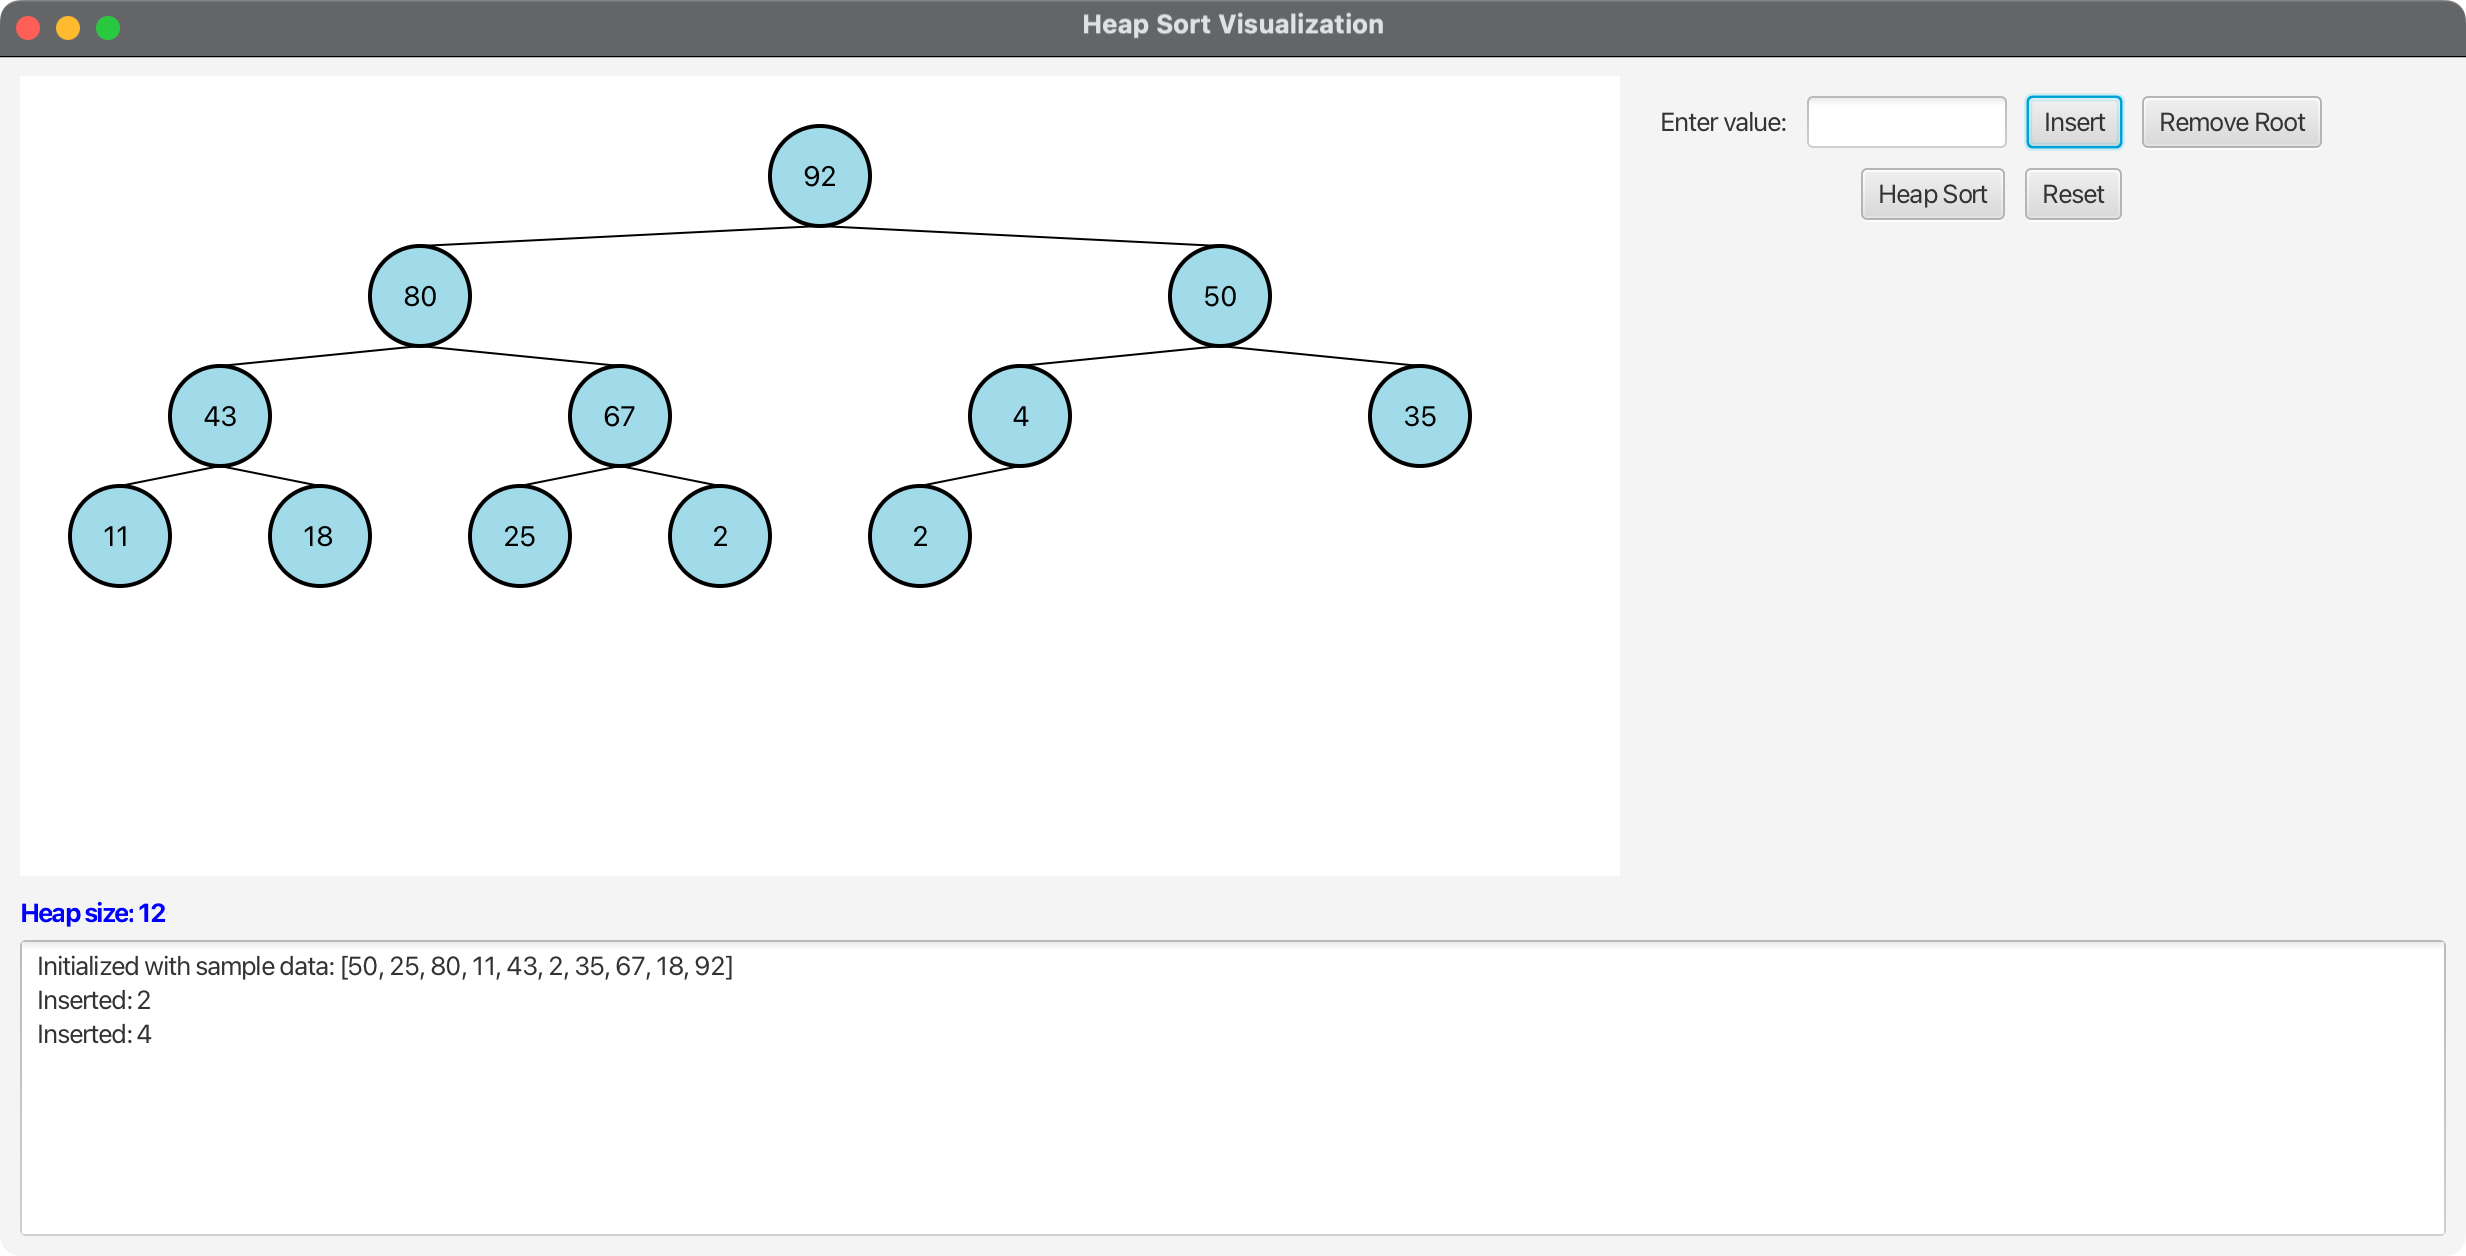 Heap Sort Visualization
Enter value: Insert Remove Root
Heap Sort Reset
92
80 50
43 67 4 35
11 18 25 2 2
Heap size: 12
Initialized with sample data: [50, 25, 80, 11, 43, 2, 35, 67, 18, 92]
Inserted: 2
Inserted: 4